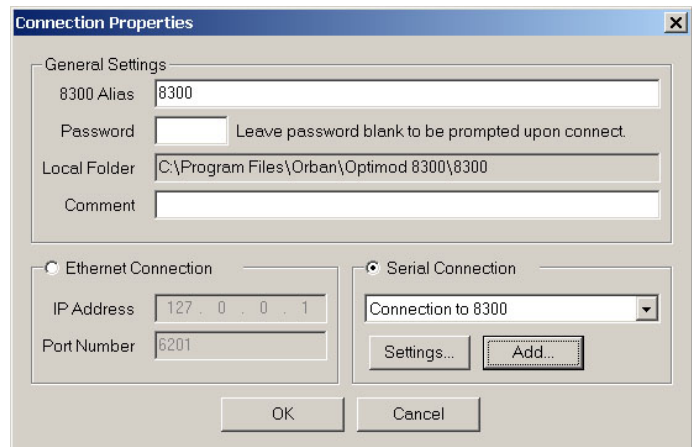 Connection Properties
General Settings
8300 Alias 8300
Password Leave password blank to be prompted upon connect.
Local Folder C:\Program Files\Orban\Optimod 8300\8300
Comment
Ethernet Connection
IP Address 127 . 0 . 0 . 1
Port Number 6201
Serial Connection
Connection to 8300
Settings... Add...
OK Cancel